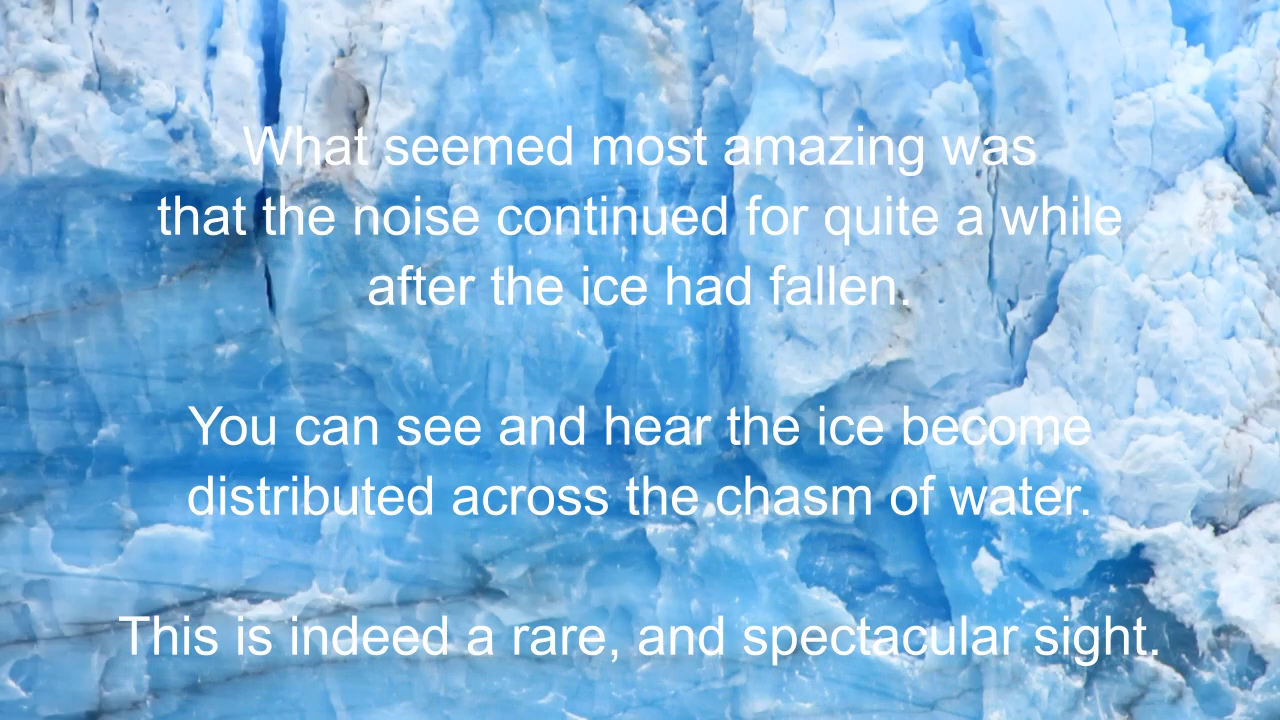 What seemed most amazing was
that the noise continued for quite a while
after the ice had fallen.
You can see and hear the ice become
distributed across the chasm of water.
This is indeed a rare, and spectacular sight.